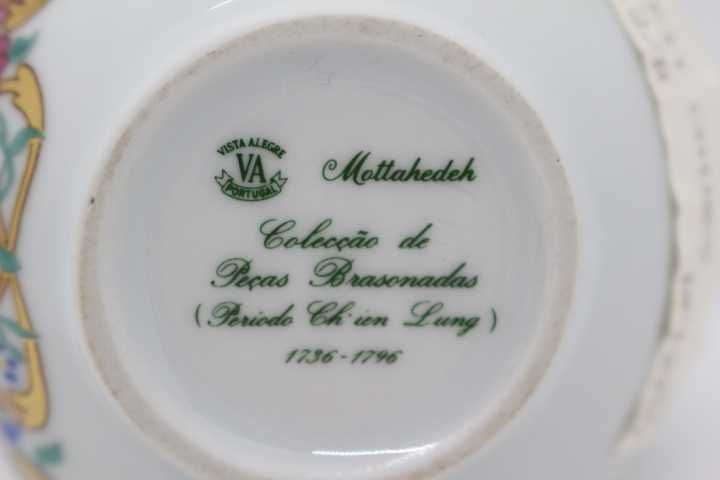 VISTA ALEGRE
VA
PORTUGAL
Mottahedeh
Colecção de
Peças Brasonadas
(Periodo Ch'ien Lung)
1736-1796